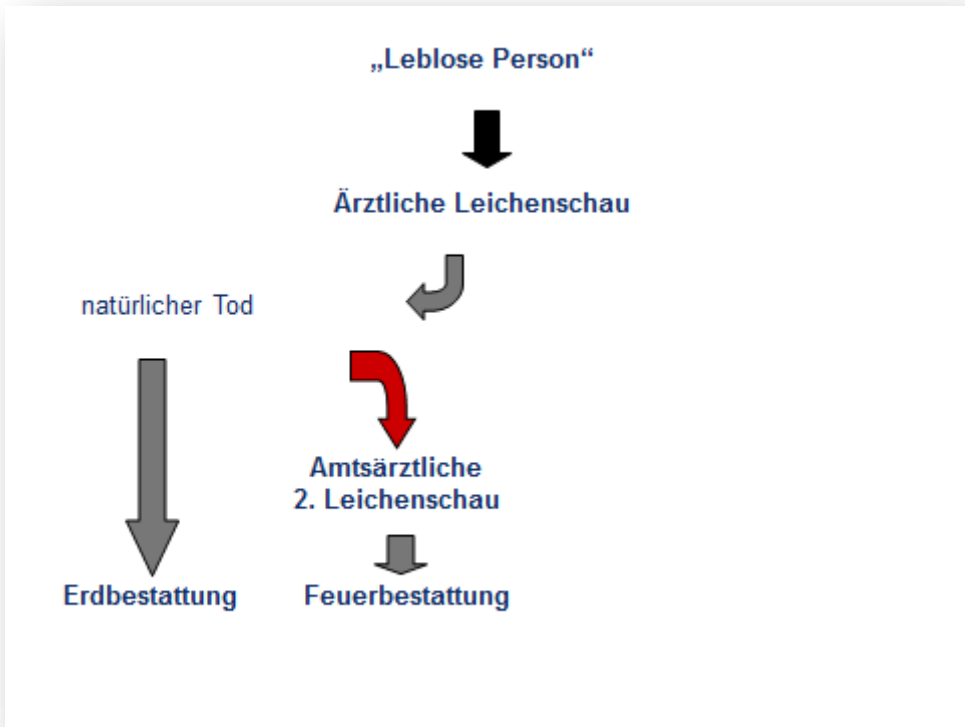 „Leblose Person“
Ärztliche Leichenschau
natürlicher Tod
Amtsärztliche
2. Leichenschau
Erdbestattung
Feuerbestattung